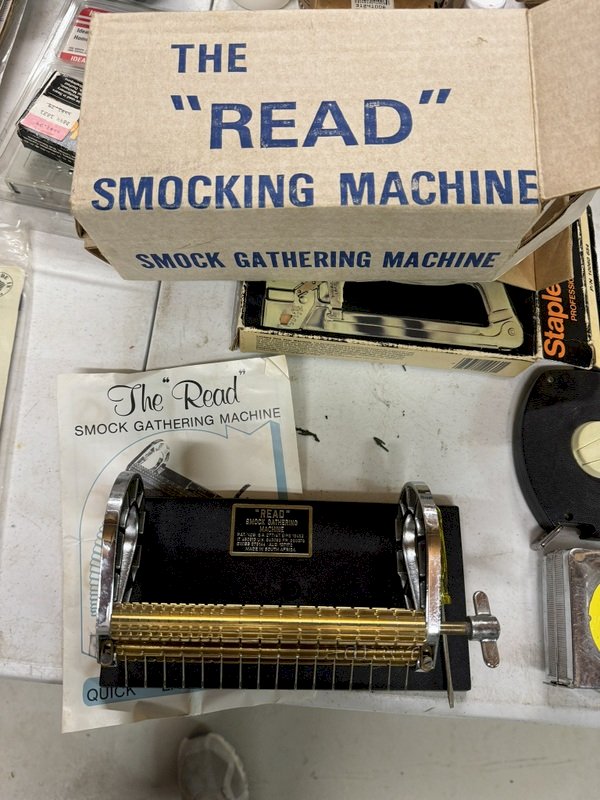 THE
"READ"
SMOCKING MACHINE
SMOCK GATHERING MACHINE
Staple
PROFESS
The "Read"
SMOCK GATHERING MACHINE
"READ"
SMOCK GATHERING
MACHINE
MADE IN SOUTH AFRICA
QUICK